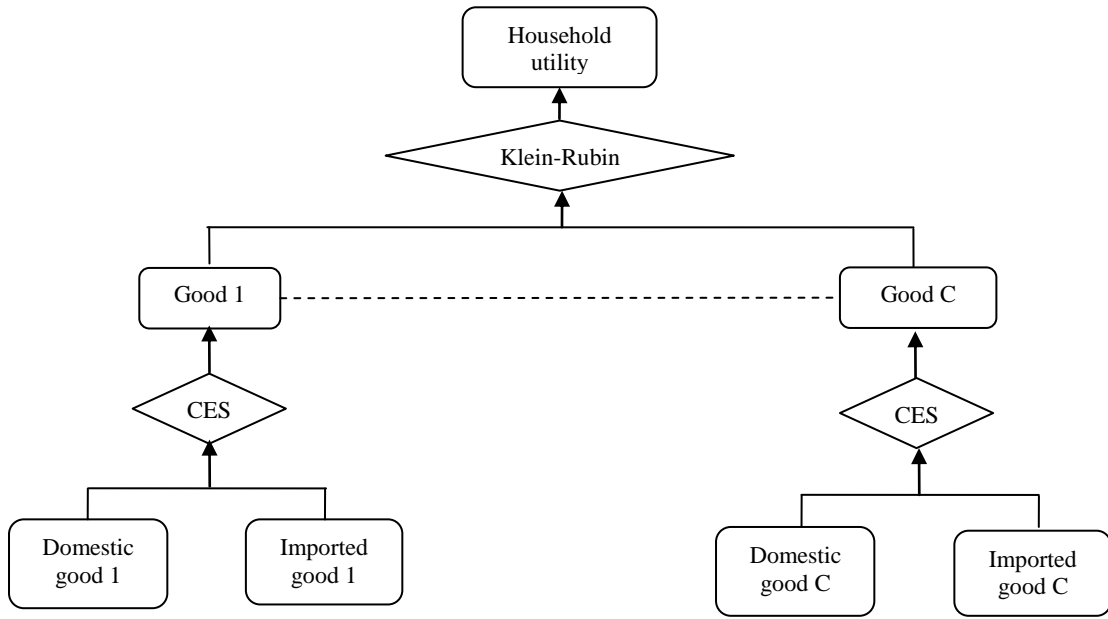 Household
utility
Klein-Rubin
Good 1
Good C
CES
CES
Domestic
good 1
Imported
good 1
Domestic
good C
Imported
good C